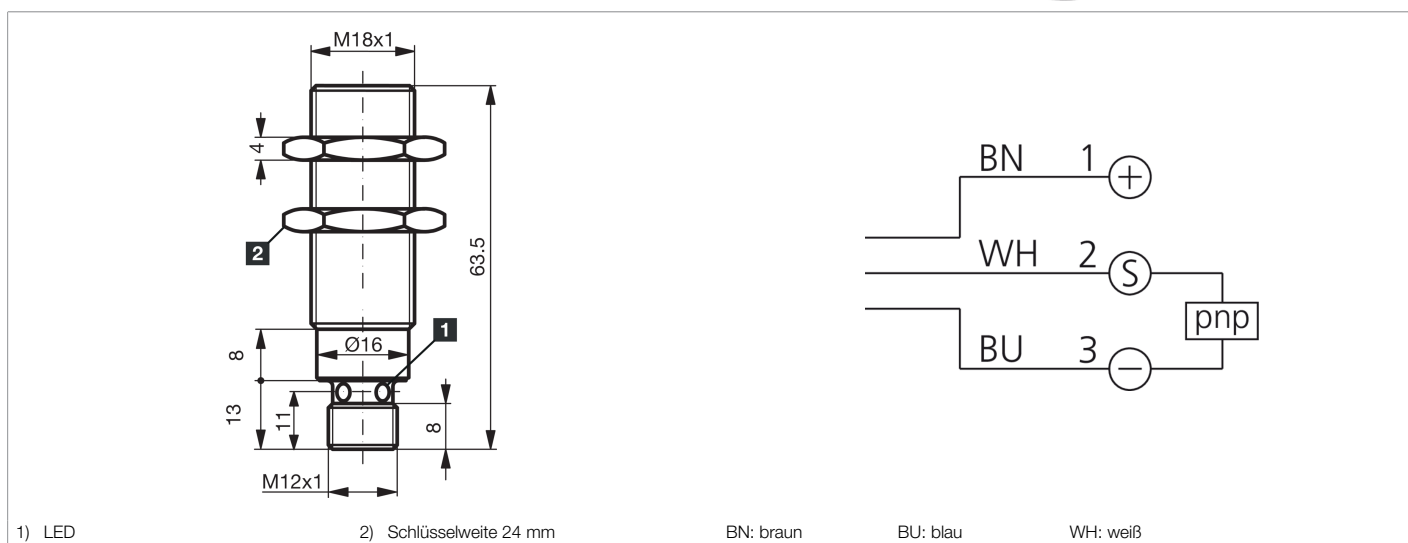 M18x1
4
2
63.5
1
Ø16
8
13
11
8
M12x1
BN 1 +
WH 2 S
pnp
BU 3 −
1) LED 2) Schlüsselweite 24 mm BN: braun BU: blau WH: weiß